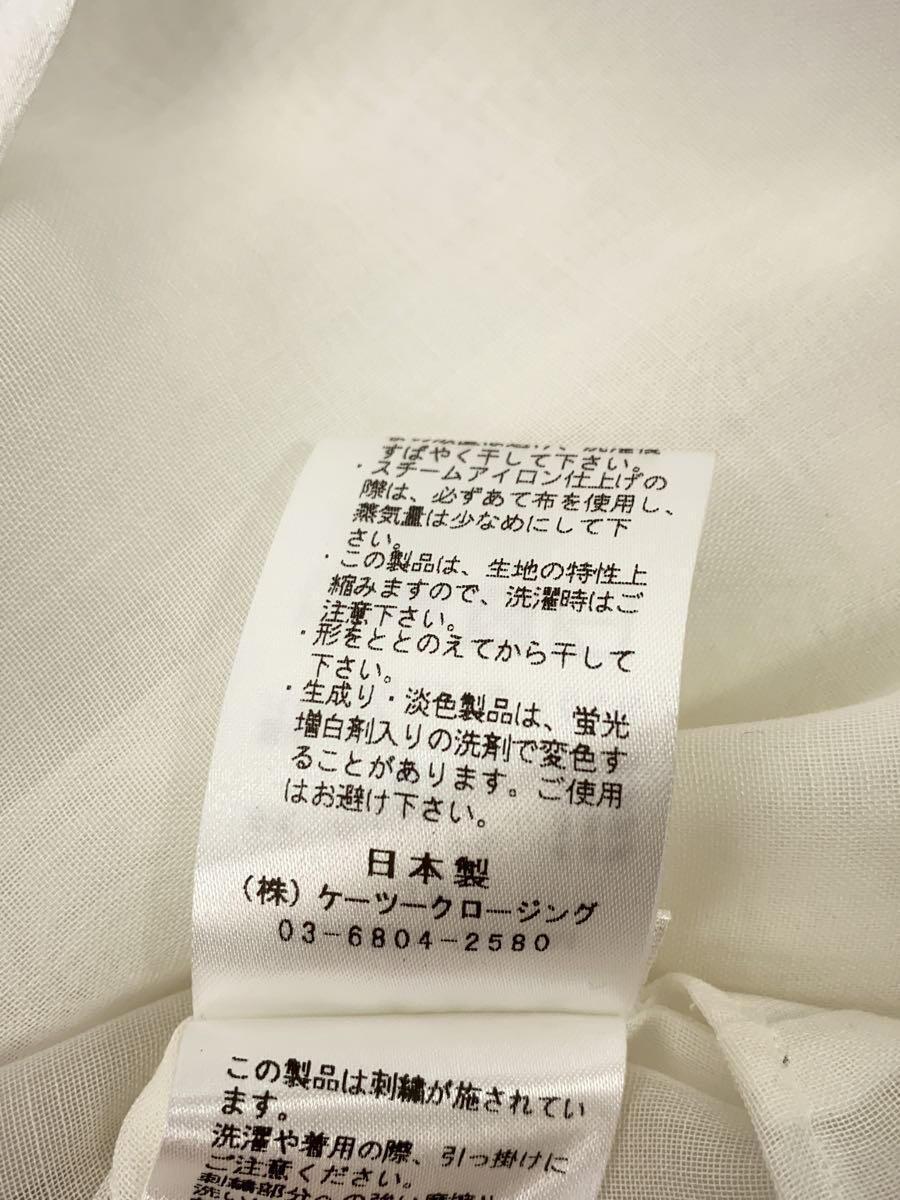 すばやく干して下さい。
・スチームアイロン仕上げの
際は、必ずあて布を使用し、
蒸気量は少なめにして下
さい。
・この製品は、生地の特性上
縮みますので、洗濯時はご
注意下さい。
・形をととのえてから干して
下さい。
・生成り・淡色製品は、蛍光
増白剤入りの洗剤で変色す
ることがあります。ご使用
はお避け下さい。
日本製
（株）ケーツークロージング
03-6804-2580
この製品は刺繍が施されてい
ます。
洗濯や着用の際、引っ掛けに
ご注意ください。